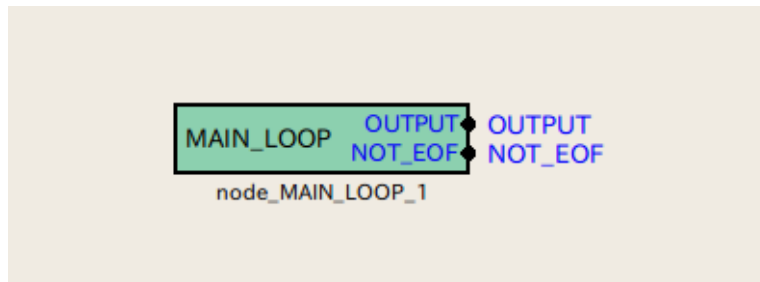 MAIN_LOOP OUTPUT OUTPUT
NOT_EOF NOT_EOF
node_MAIN_LOOP_1